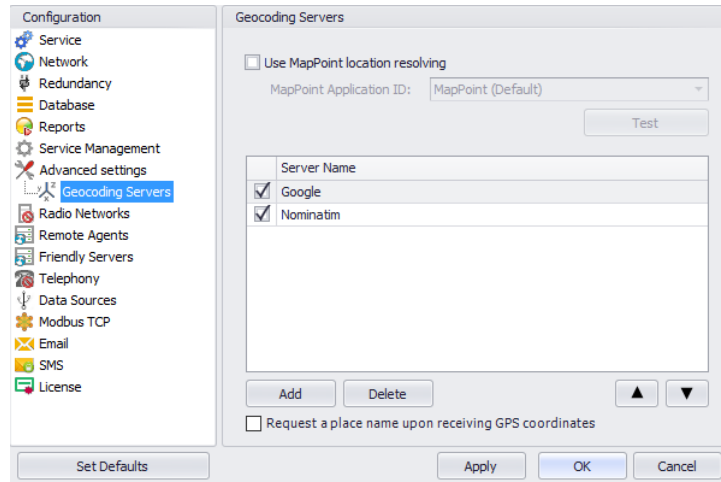 Configuration
Service
Network
Redundancy
Database
Reports
Service Management
Advanced settings
Geocoding Servers
Radio Networks
Remote Agents
Friendly Servers
Telephony
Data Sources
Modbus TCP
Email
SMS
License
Set Defaults
Geocoding Servers
Use MapPoint location resolving
MapPoint Application ID: MapPoint (Default)
Test
Server Name
Google
Nominatim
Add Delete
Request a place name upon receiving GPS coordinates
Apply OK Cancel